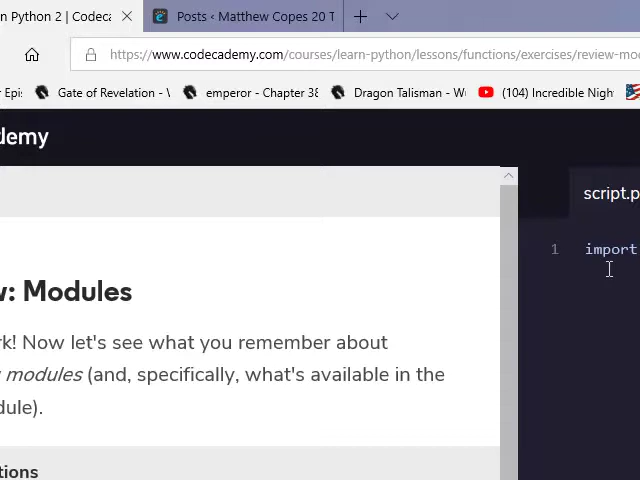 n Python 2 | Codeca
Posts ‹ Matthew Copes 20 T
https://www.codecademy.com/courses/learn-python/lessons/functions/exercises/review-mo
r Epis
Gate of Revelation - W
emperor - Chapter 38
Dragon Talisman - W
(104) Incredible Nigh
demy
script.p
1 import
w: Modules
rk! Now let's see what you remember about
modules (and, specifically, what's available in the
dule).
tions